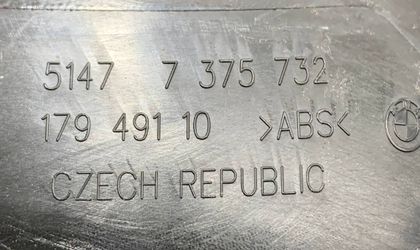 5147 7 375 732
179 491 10 >ABS<
CZECH REPUBLIC